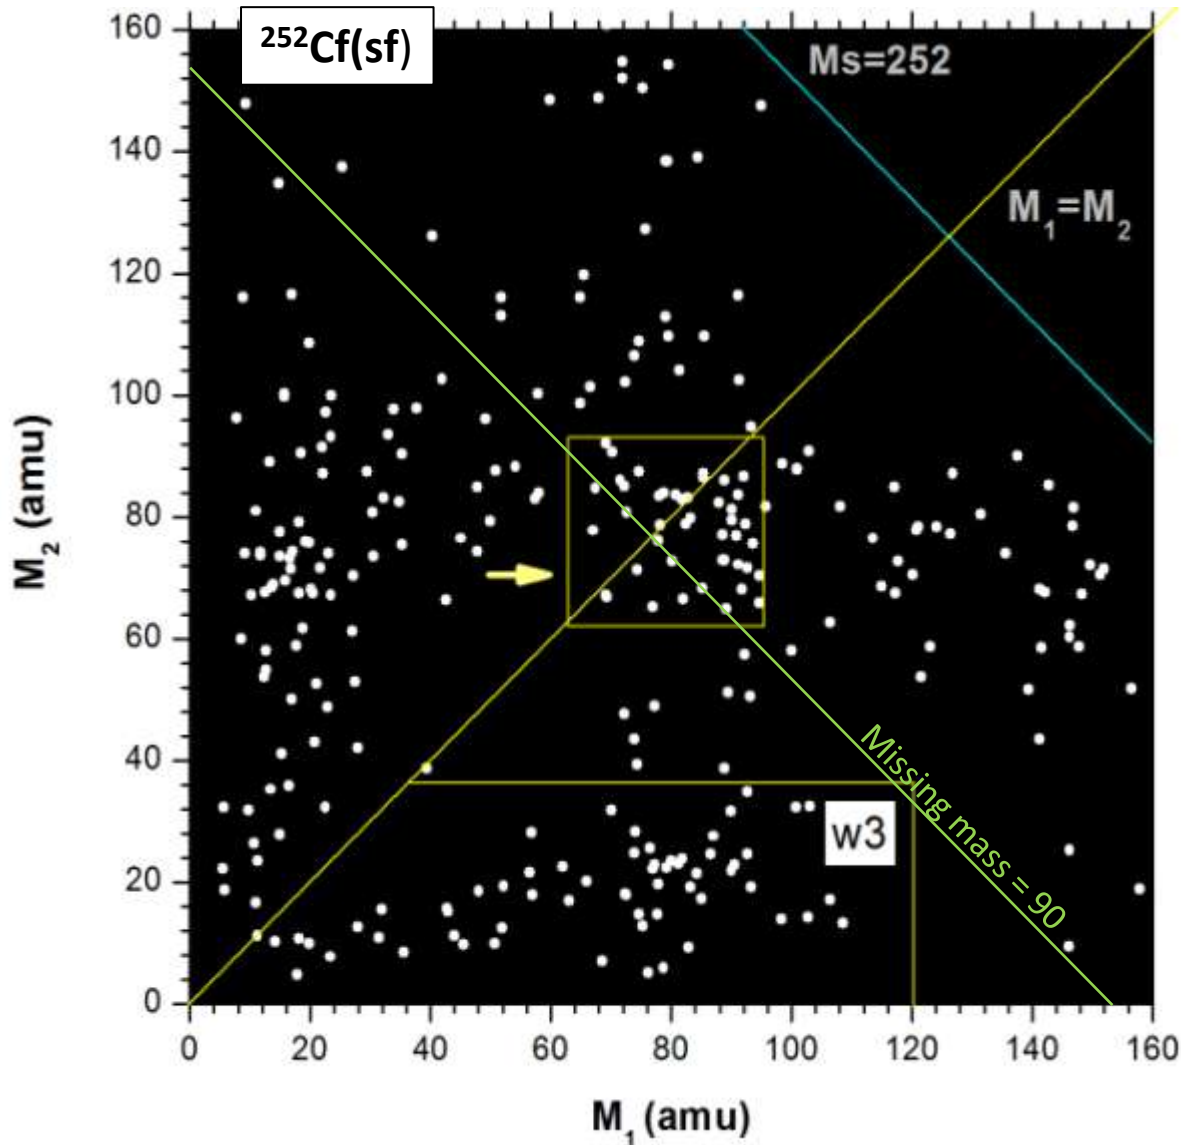 ²⁵²Cf(sf)
Ms=252
M₁=M₂
w3
Missing mass = 90
M₂ (amu)
160
140
120
100
80
60
40
20
0
0 20 40 60 80 100 120 140 160
M₁ (amu)